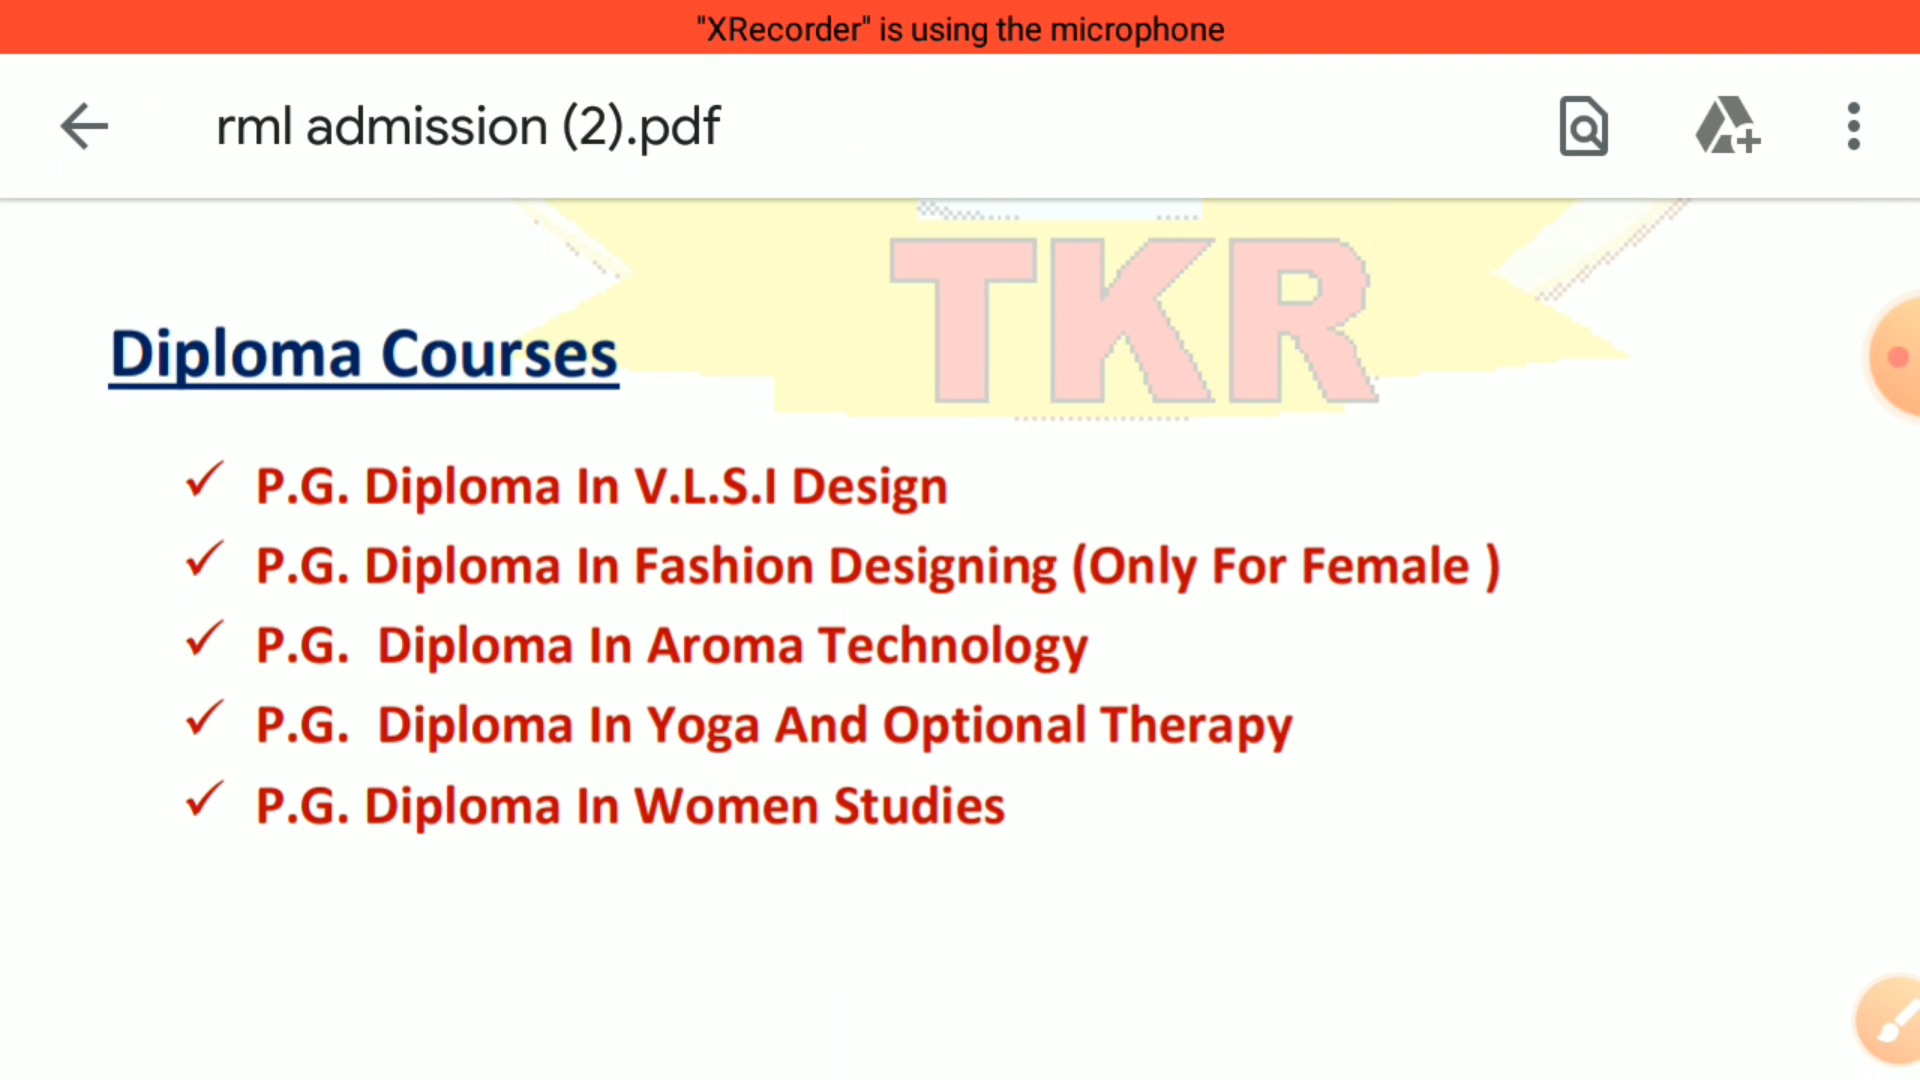 "XRecorder" is using the microphone
rml admission (2).pdf
TKR
Diploma Courses
✓ P.G. Diploma In V.L.S.I Design
✓ P.G. Diploma In Fashion Designing (Only For Female )
✓ P.G. Diploma In Aroma Technology
✓ P.G. Diploma In Yoga And Optional Therapy
✓ P.G. Diploma In Women Studies